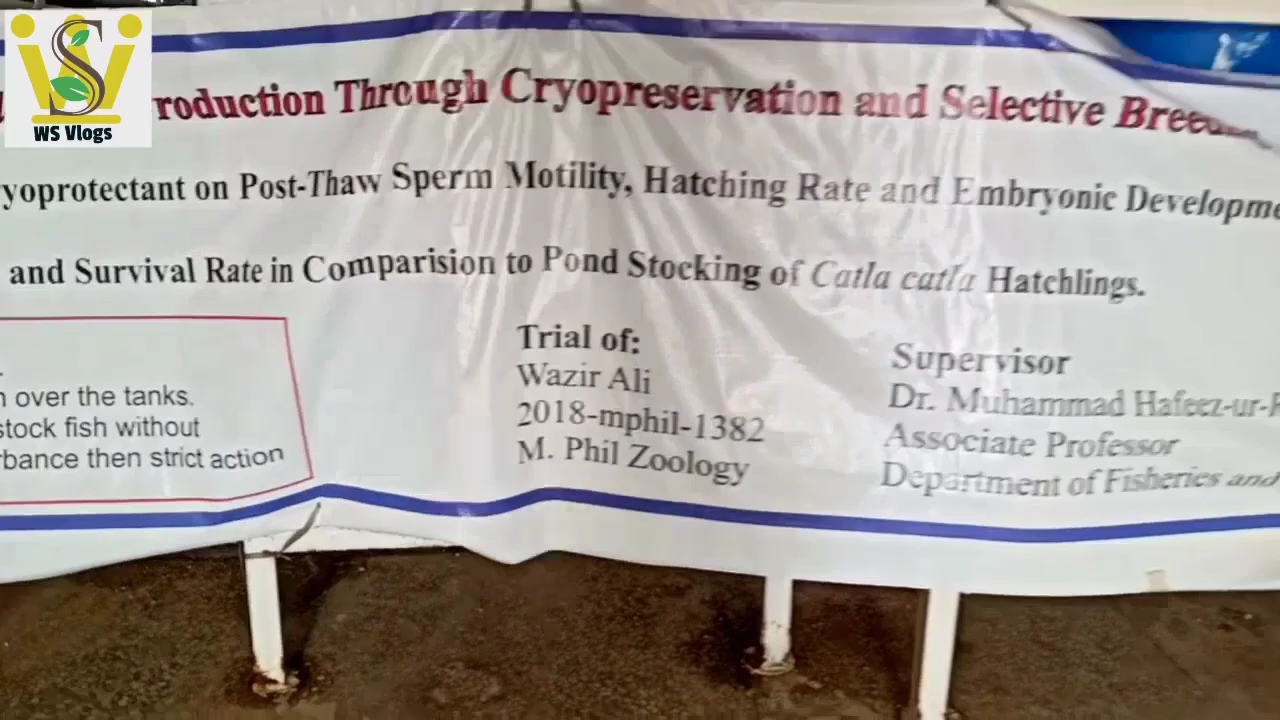 WS Vlogs
roduction Through Cryopreservation and Selective
yoprotectant on Post-Thaw Sperm Motility, Hatching Rate and Embryonic Developme
and Survival Rate in Comparision to Pond Stocking of Catla catla Hatchlings.
n over the tanks.
stock fish without
rbance then strict action
Trial of:
Wazir Ali
2018-mphil-1382
M. Phil Zoology
Supervisor
Dr. Muhammad Hafeez-ur-
Associate Professor
Department of Fisheries and